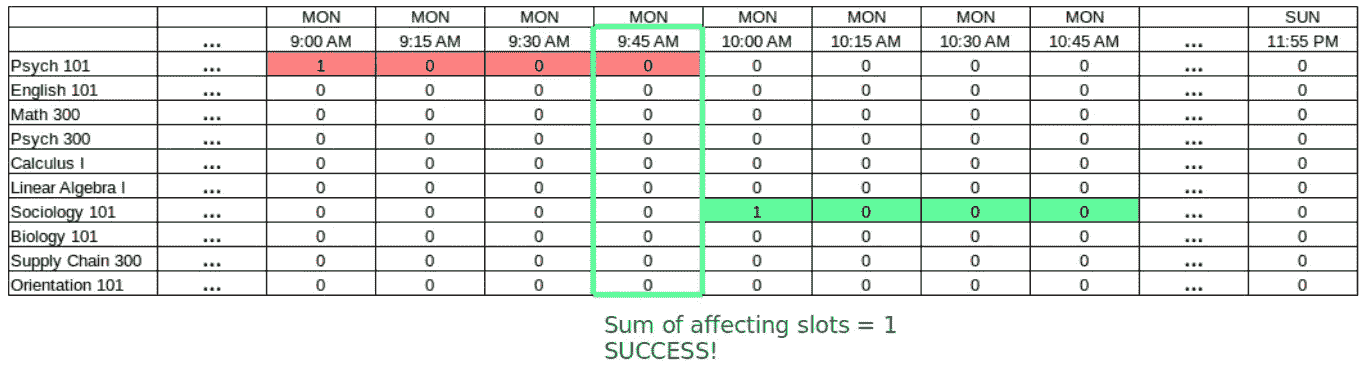 MON MON MON MON MON MON MON MON SUN
... 9:00 AM 9:15 AM 9:30 AM 9:45 AM 10:00 AM 10:15 AM 10:30 AM 10:45 AM ... 11:55 PM
Psych 101 ... 1 0 0 0 0 0 0 0 ... 0
English 101 ... 0 0 0 0 0 0 0 0 ... 0
Math 300 ... 0 0 0 0 0 0 0 0 ... 0
Psych 300 ... 0 0 0 0 0 0 0 0 ... 0
Calculus I ... 0 0 0 0 0 0 0 0 ... 0
Linear Algebra I ... 0 0 0 0 0 0 0 0 ... 0
Sociology 101 ... 0 0 0 0 1 0 0 0 ... 0
Biology 101 ... 0 0 0 0 0 0 0 0 ... 0
Supply Chain 300 ... 0 0 0 0 0 0 0 0 ... 0
Orientation 101 ... 0 0 0 0 0 0 0 0 ... 0
Sum of affecting slots = 1
SUCCESS!